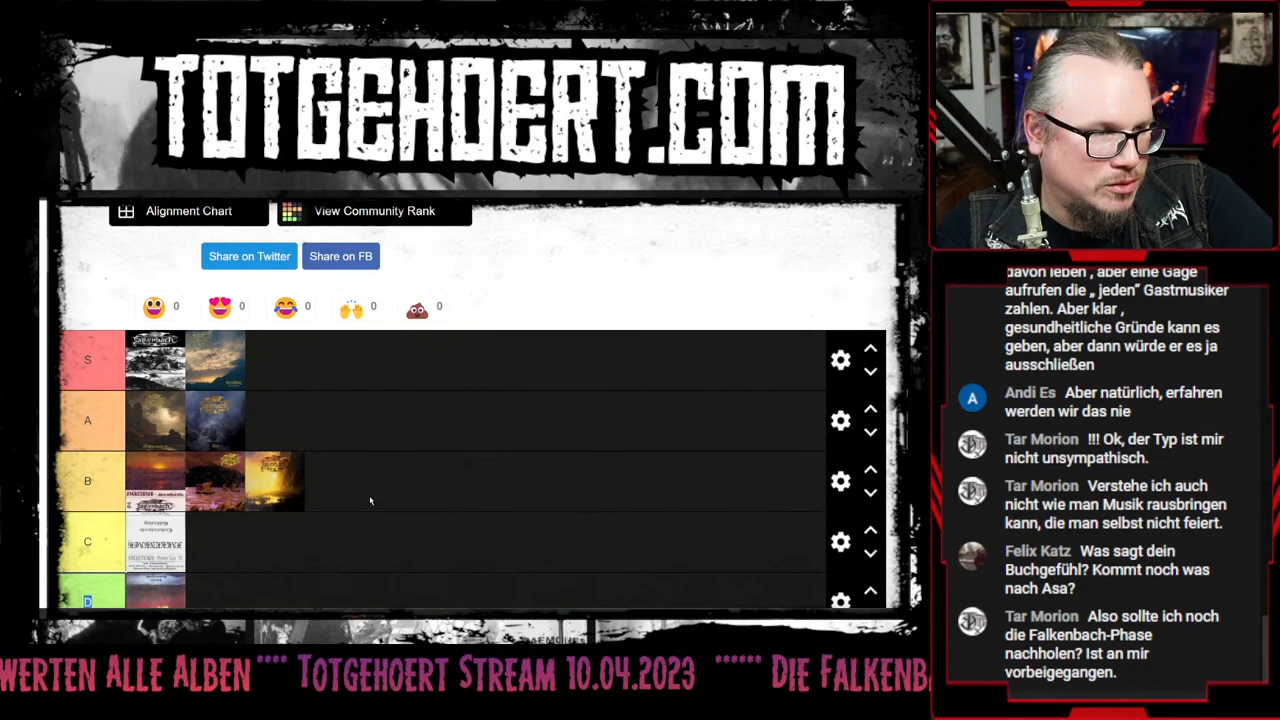 TOTGEHOERT.COM
Alignment Chart
View Community Rank
Share on Twitter
Share on FB
0
0
0
0
0
S
A
B
C
D
davon leben , aber eine Gage
aufrufen die „ jeden“ Gastmusiker
zahlen. Aber klar ,
gesundheitliche Gründe kann es
geben, aber dann würde er es ja
ausschließen
A
Andi Es Aber natürlich, erfahren
werden wir das nie
Tar Morion !!! Ok, der Typ ist mir
nicht unsympathisch.
Tar Morion Verstehe ich auch
nicht wie man Musik rausbringen
kann, die man selbst nicht feiert.
Felix Katz Was sagt dein
Buchgefühl? Kommt noch was
nach Asa?
Tar Morion Also sollte ich noch
die Falkenbach-Phase
nachholen? Ist an mir
vorbeigegangen.
WERTEN ALLE ALBEN **** TOTGEHOERT STREAM 10.04.2023 ****** DIE FALKENBA